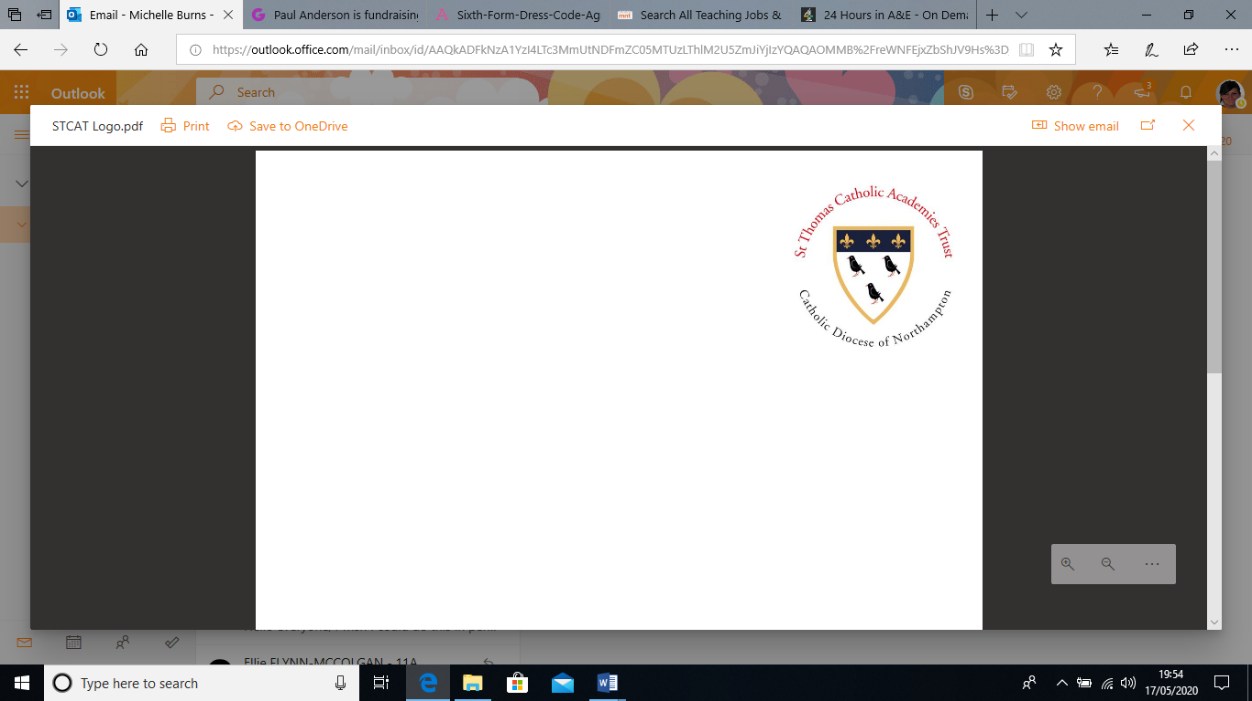 Email - Michelle Burns -
Paul Anderson is fundraisin
Sixth-Form-Dress-Code-Ag
Search All Teaching Jobs &
24 Hours in A&E - On Dema
https://outlook.office.com/mail/inbox/id/AAQkADFkNzA1YzI4LTc3MmUtNDFmZC05MTUzLThlM2U5ZmJiYjIzYQAQAOMMB%2FreWNFEjxZbShJV9Hs%3D
Outlook
Search
3
STCAT Logo.pdf
Print
Save to OneDrive
Show email
20
St Thomas Catholic Academies Trust
Catholic Diocese of Northampton
Ellie FLYNN-MCCOLGAN - 11A
Type here to search
19:54
17/05/2020